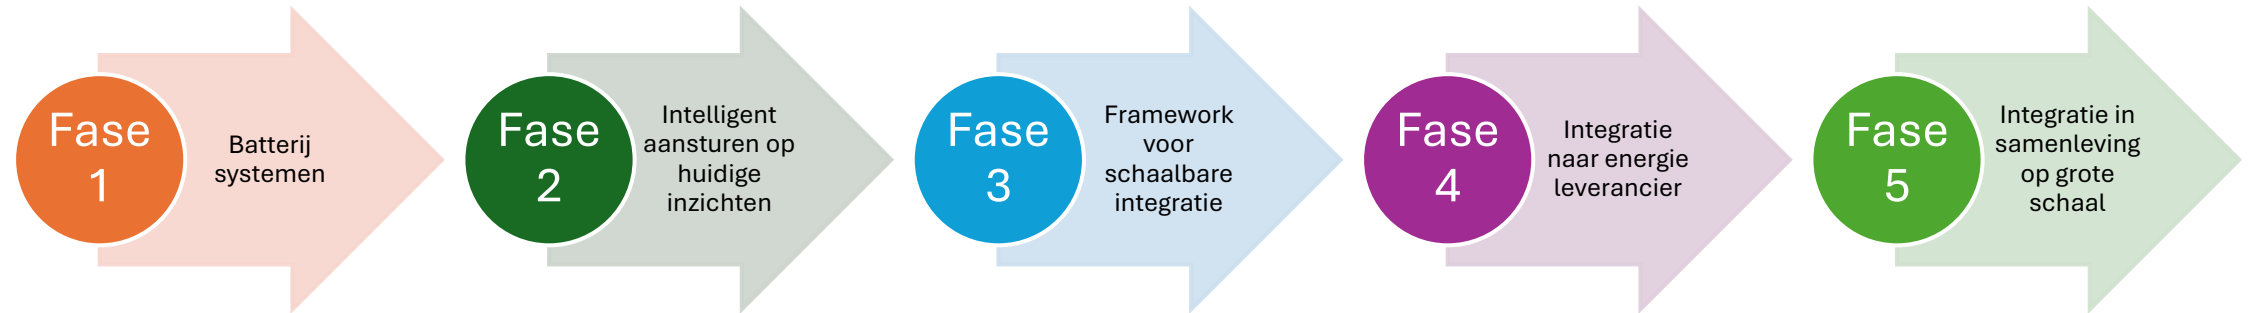 Fase
1
Batterij
systemen
Fase
2
Intelligent
aansturen op
huidige
inzichten
Fase
3
Framework
voor
schaalbare
integratie
Fase
4
Integratie
naar energie
leverancier
Fase
5
Integratie in
samenleving
op grote
schaal